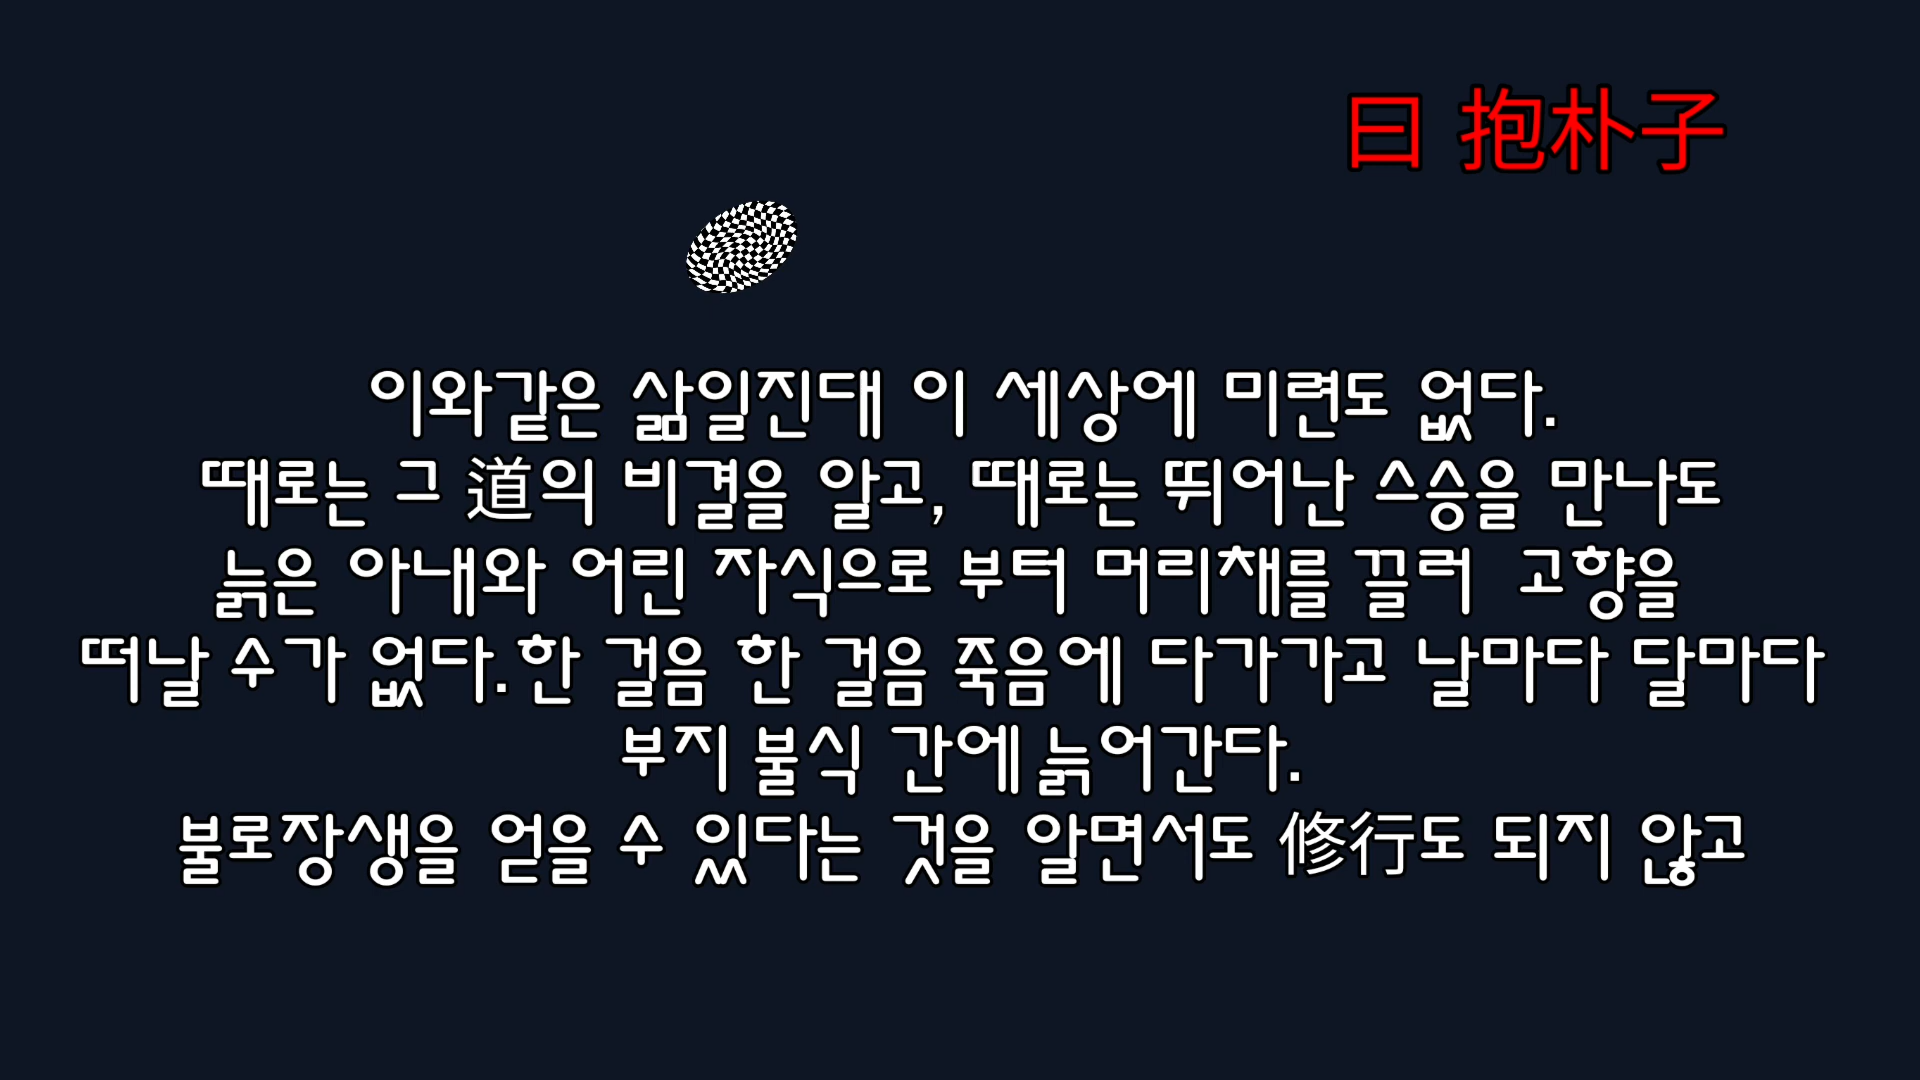 曰 抱朴子
이와같은 삶일진대 이 세상에 미련도 없다.
때로는 그 道의 비결을 알고, 때로는 뛰어난 스승을 만나도
늙은 아내와 어린 자식으로 부터 머리채를 끌러 고향을
떠날 수가 없다.한 걸음 한 걸음 죽음에 다가가고 날마다 달마다
부지 불식 간에 늙어간다.
불로장생을 얻을 수 있다는 것을 알면서도 修行도 되지 않고